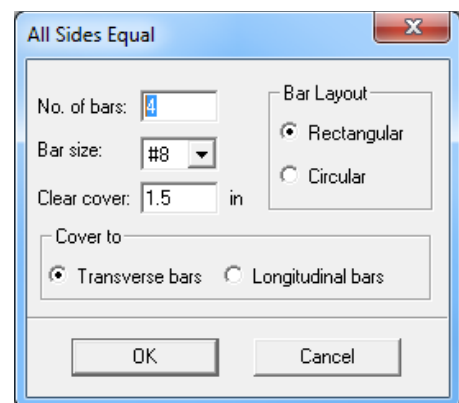 All Sides Equal
No. of bars: 4
Bar size: #8
Clear cover: 1.5 in
Bar Layout
Rectangular
Circular
Cover to
Transverse bars Longitudinal bars
OK Cancel